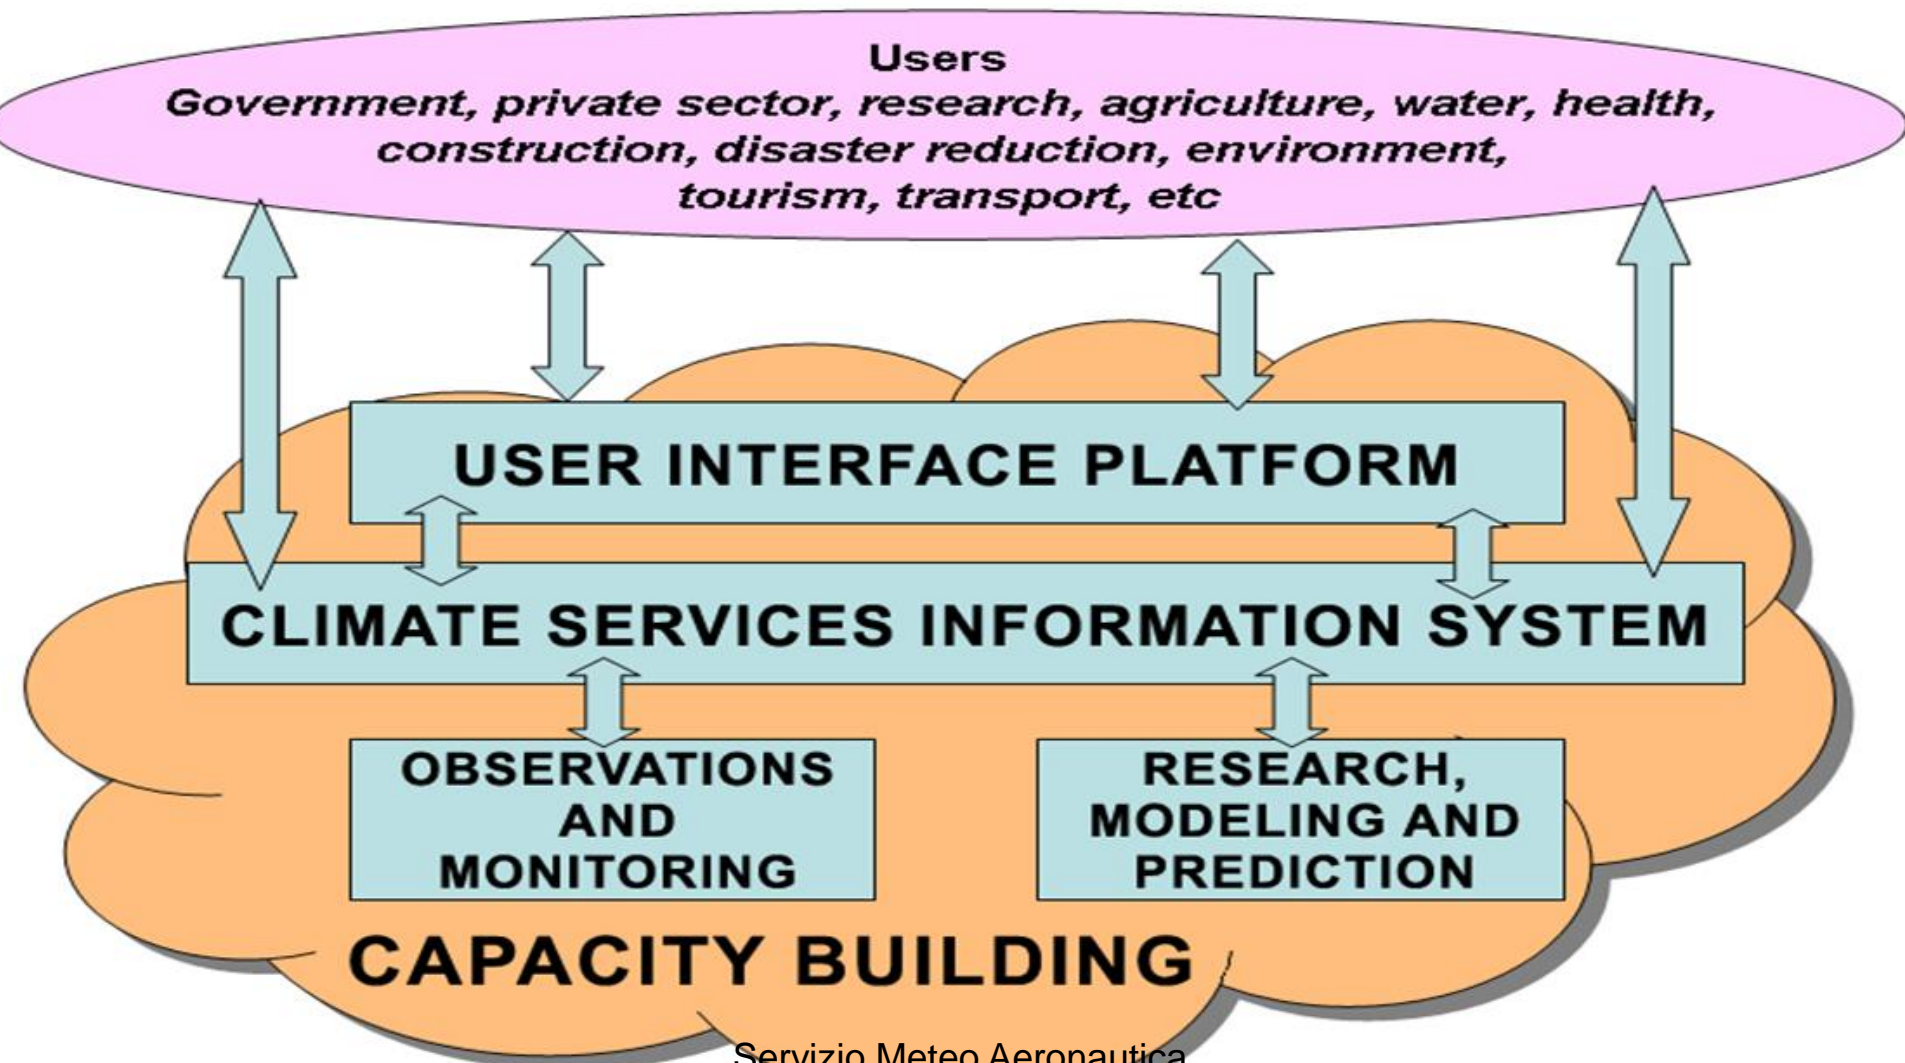 Users
Government, private sector, research, agriculture, water, health,
construction, disaster reduction, environment,
tourism, transport, etc
USER INTERFACE PLATFORM
CLIMATE SERVICES INFORMATION SYSTEM
OBSERVATIONS
AND
MONITORING
RESEARCH,
MODELING AND
PREDICTION
CAPACITY BUILDING
Servizio Meteo Aeronautica